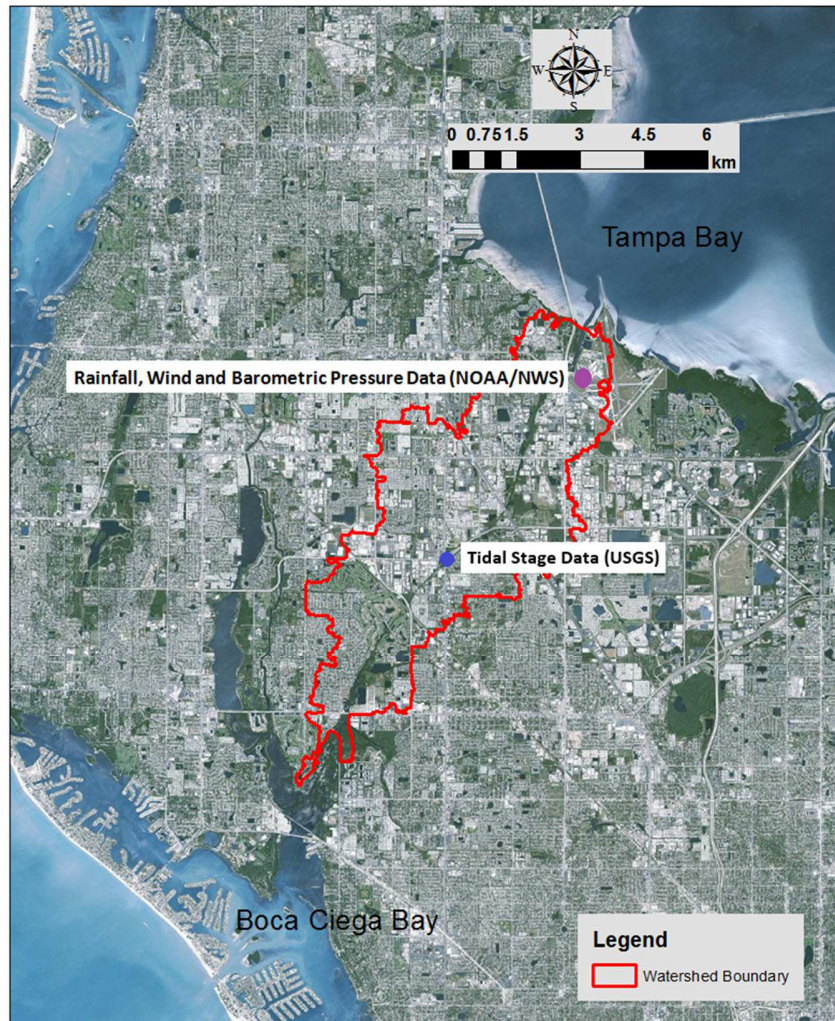 N
W E
S
0 0.75 1.5 3 4.5 6
km
Tampa Bay
Rainfall, Wind and Barometric Pressure Data (NOAA/NWS)
Tidal Stage Data (USGS)
Boca Ciega Bay
Legend
Watershed Boundary